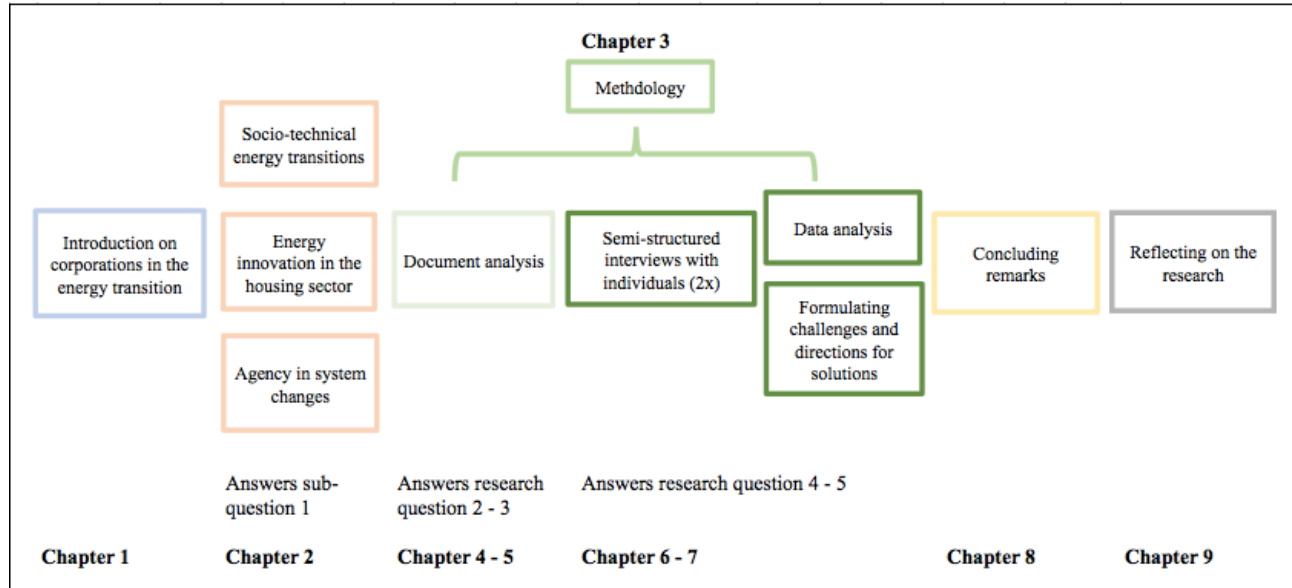 Chapter 3
Methdology
Socio-technical
energy transitions
Introduction on
corporations in the
energy transition
Energy
innovation in the
housing sector
Agency in system
changes
Document analysis
Semi-structured
interviews with
individuals (2x)
Data analysis
Formulating
challenges and
directions for
solutions
Concluding
remarks
Reflecting on the
research
Answers sub-
question 1
Answers research
question 2 - 3
Answers research question 4 - 5
Chapter 1
Chapter 2
Chapter 4 - 5
Chapter 6 - 7
Chapter 8
Chapter 9